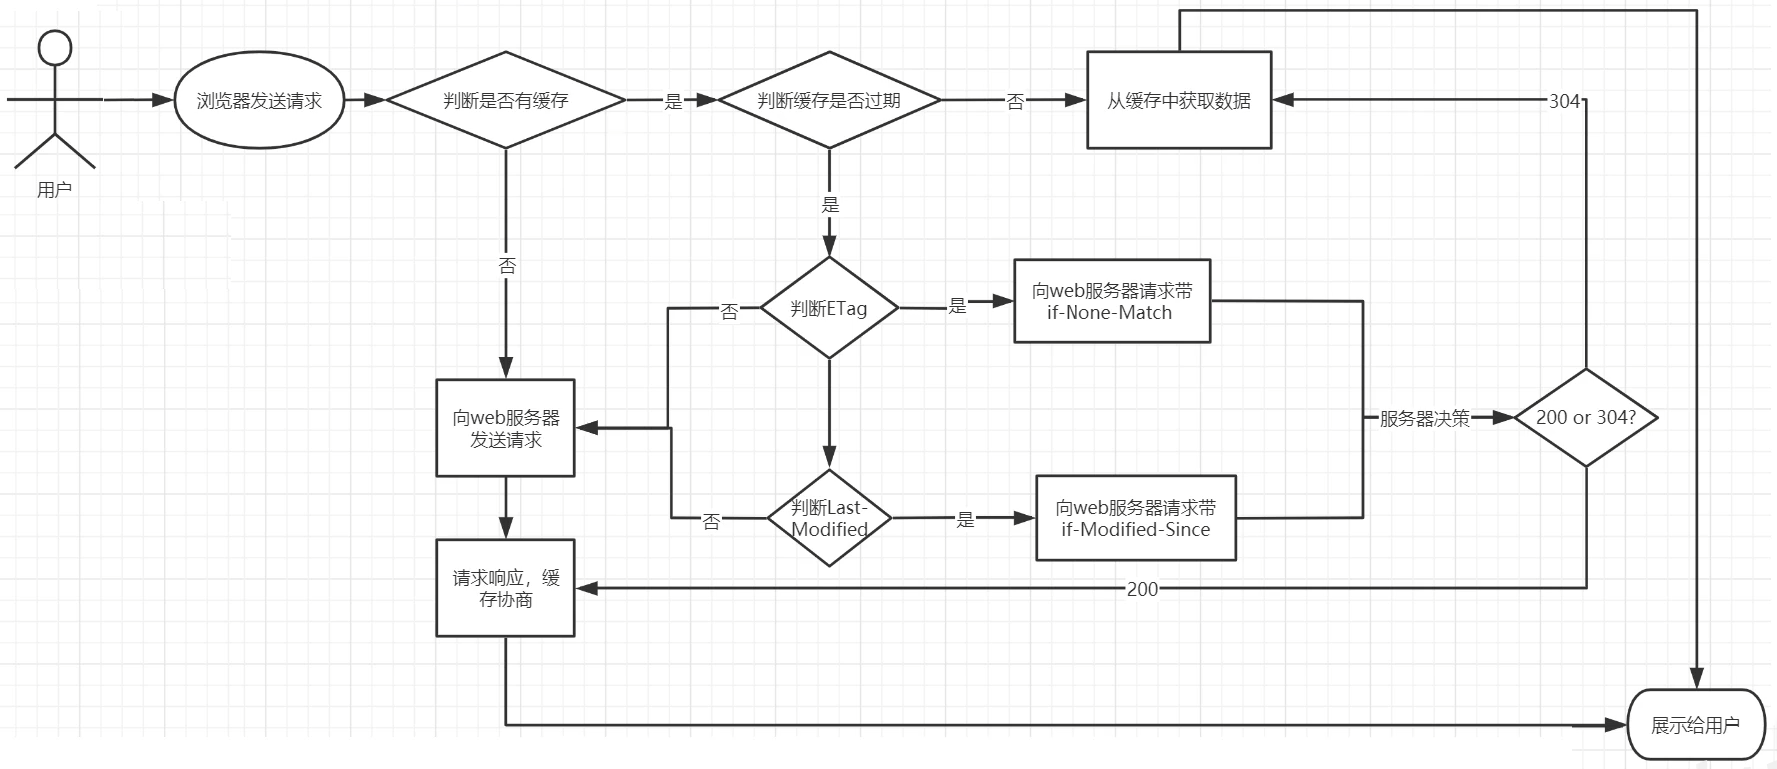 用户
浏览器发送请求
判断是否有缓存
是
判断缓存是否过期
否
从缓存中获取数据
304
否
是
判断ETag
是
向web服务器请求带
if-None-Match
否
向web服务器
发送请求
判断Last-
Modified
是
向web服务器请求带
if-Modified-Since
否
服务器决策
200 or 304?
请求响应，缓
存协商
200
展示给用户